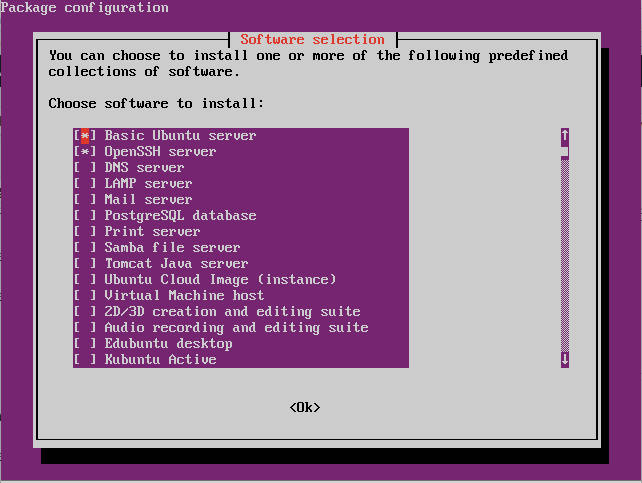 Package configuration
Software selection
You can choose to install one or more of the following predefined
collections of software.
Choose software to install:
[*] Basic Ubuntu server
[*] OpenSSH server
[ ] DNS server
[ ] LAMP server
[ ] Mail server
[ ] PostgreSQL database
[ ] Print server
[ ] Samba file server
[ ] Tomcat Java server
[ ] Ubuntu Cloud Image (instance)
[ ] Virtual Machine host
[ ] 2D/3D creation and editing suite
[ ] Audio recording and editing suite
[ ] Edubuntu desktop
[ ] Kubuntu Active
<Ok>